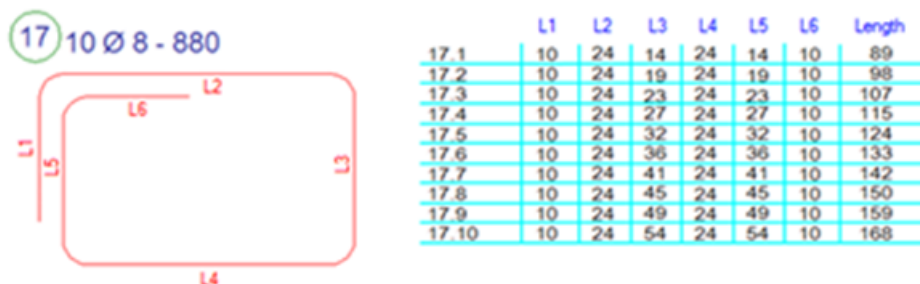 17 10 Ø 8 - 880
L2
L6
L1
L5
L3
L4
L1 L2 L3 L4 L5 L6 Length
17.1 10 24 14 24 14 10 89
17.2 10 24 19 24 19 10 98
17.3 10 24 23 24 23 10 107
17.4 10 24 27 24 27 10 115
17.5 10 24 32 24 32 10 124
17.6 10 24 36 24 36 10 133
17.7 10 24 41 24 41 10 142
17.8 10 24 45 24 45 10 150
17.9 10 24 49 24 49 10 159
17.10 10 24 54 24 54 10 168